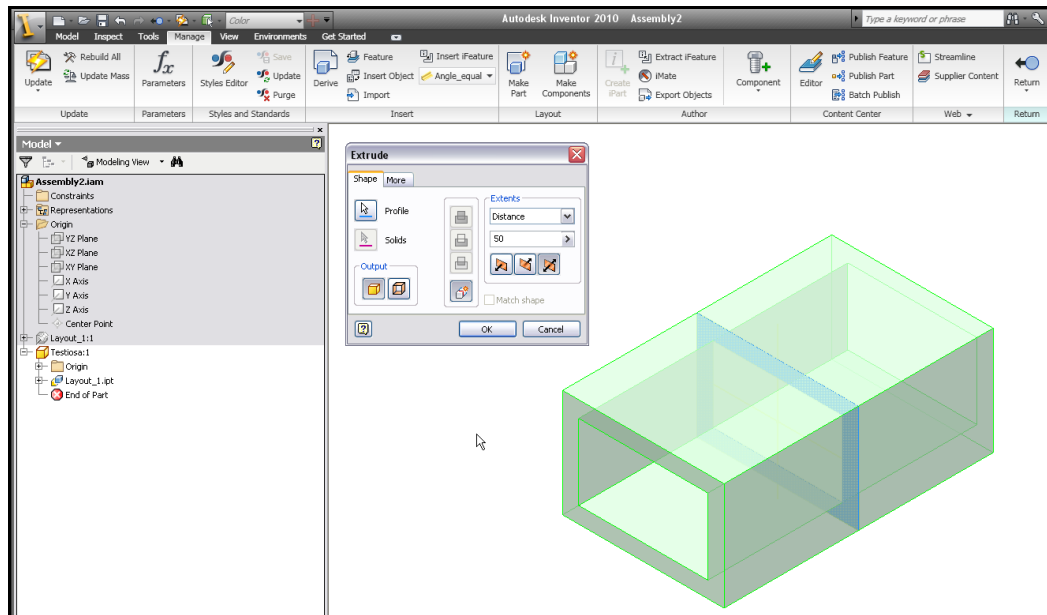 Color
Autodesk Inventor 2010 Assembly2
Type a keyword or phrase
Model Inspect Tools Manage View Environments Get Started
Update
Rebuild All
Update Mass
fx
Parameters
Styles Editor
Save
Update
Purge
Derive
Feature
Insert Object
Import
Insert iFeature
Angle_equal
Make Part
Make Components
Create iPart
Extract iFeature
iMate
Export Objects
Component
Editor
Publish Feature
Publish Part
Batch Publish
Streamline
Supplier Content
Return
Update Parameters Styles and Standards Insert Layout Author Content Center Web Return
Model
Modeling View
Assembly2.iam
Constraints
Representations
Origin
YZ Plane
XZ Plane
XY Plane
X Axis
Y Axis
Z Axis
Center Point
Layout_1:1
Testiosa:1
Origin
Layout_1.ipt
End of Part
Extrude
Shape More
Profile
Solids
Output
Extents
Distance
50
Match shape
OK Cancel